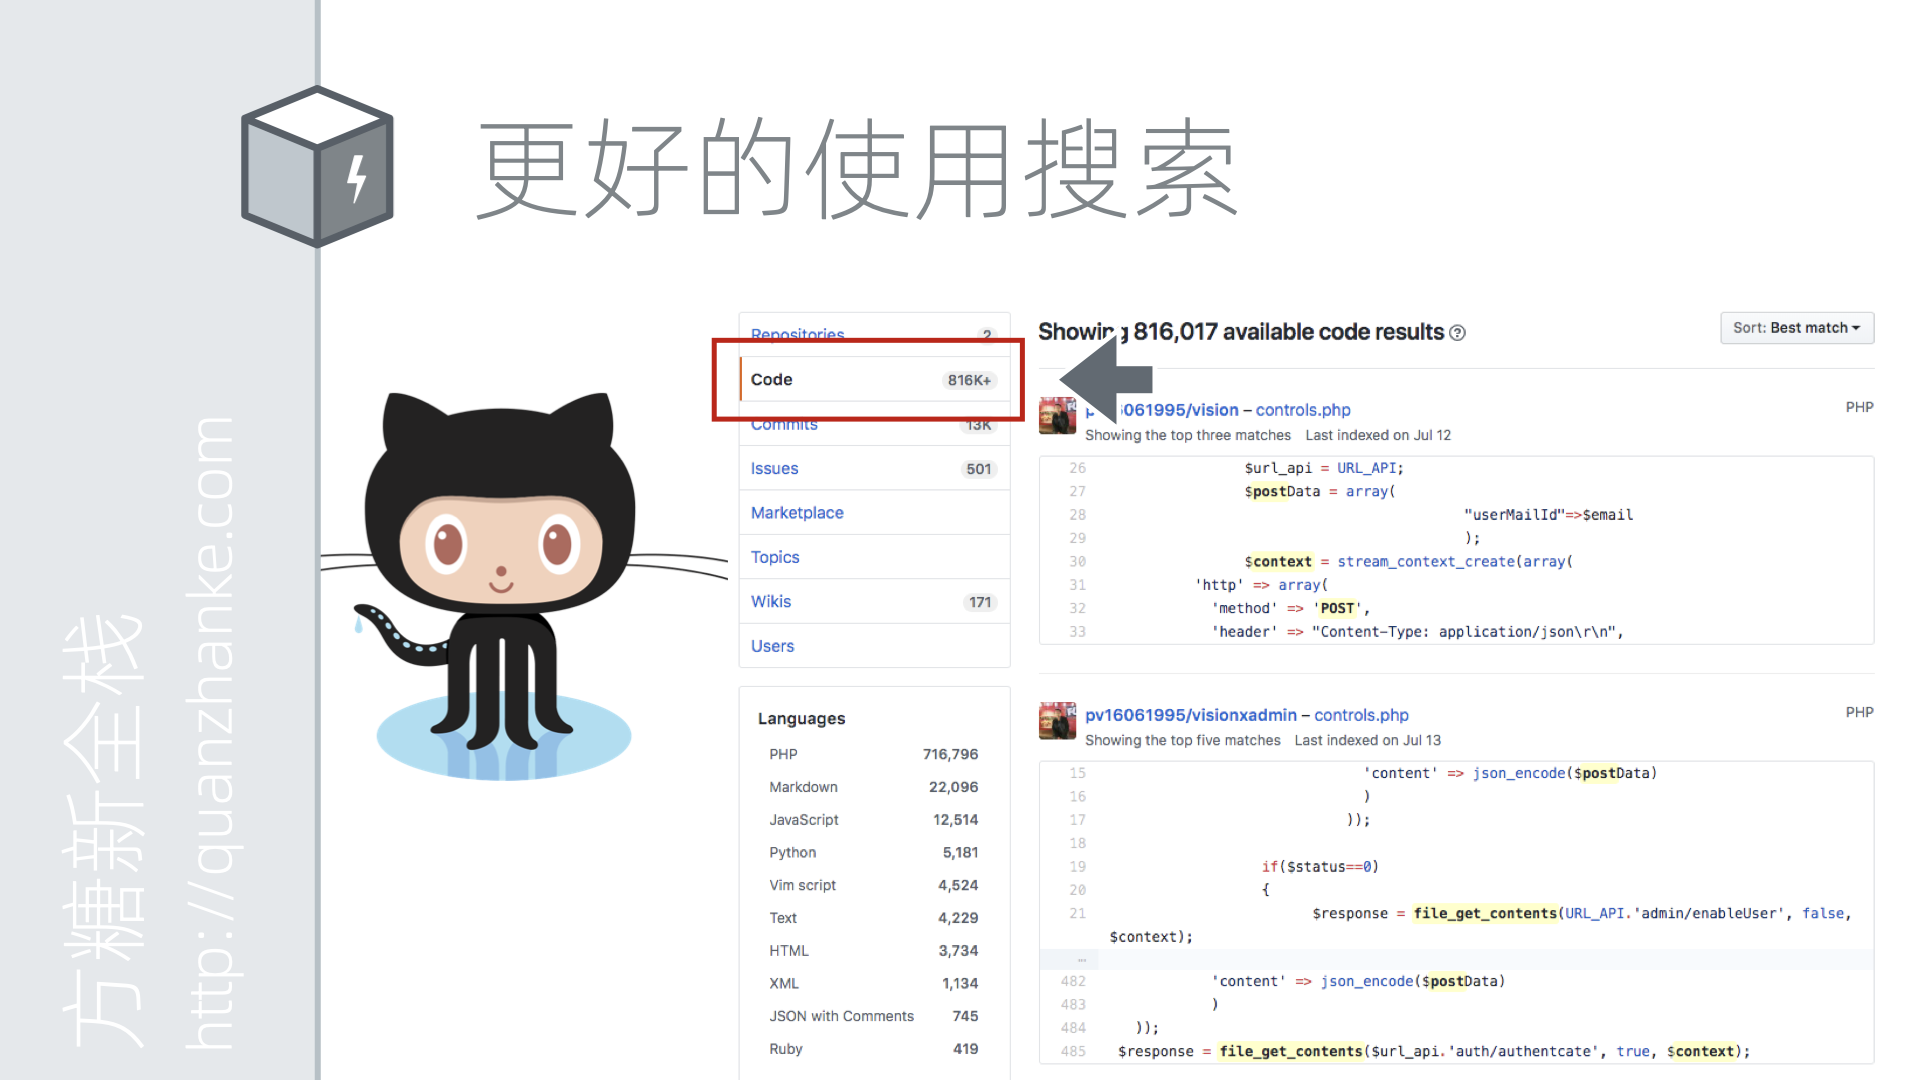 更好的使用搜索
方糖新全栈
http://quanzhanke.com
Repositories 2
Code 816K+
Commits 13K
Issues 501
Marketplace
Topics
Wikis 171
Users
Languages
PHP 716,796
Markdown 22,096
JavaScript 12,514
Python 5,181
Vim script 4,524
Text 4,229
HTML 3,734
XML 1,134
JSON with Comments 745
Ruby 419
Showing 816,017 available code results
Sort: Best match
061995/vision – controls.php
PHP
Showing the top three matches Last indexed on Jul 12
26 $url_api = URL_API;
27 $postData = array(
28 "userMailId"=>$email
29 );
30 $context = stream_context_create(array(
31 'http' => array(
32 'method' => 'POST',
33 'header' => "Content-Type: application/json\r\n",
pv16061995/visionxadmin – controls.php
PHP
Showing the top five matches Last indexed on Jul 13
15 'content' => json_encode($postData)
16 )
17 ));
18
19 if($status==0)
20 {
21 $response = file_get_contents(URL_API.'admin/enableUser', false,
$context);
…
482 'content' => json_encode($postData)
483 )
484 ));
485 $response = file_get_contents($url_api.'auth/authentcate', true, $context);